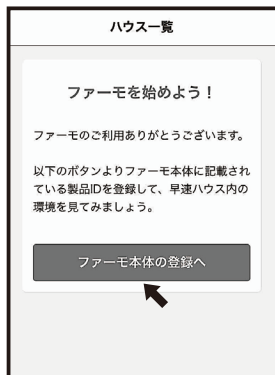 ハウス一覧
ファーモを始めよう！
ファーモのご利用ありがとうございます。
以下のボタンよりファーモ本体に記載され
ている製品IDを登録して、早速ハウス内の
環境を見てみましょう。
ファーモ本体の登録へ